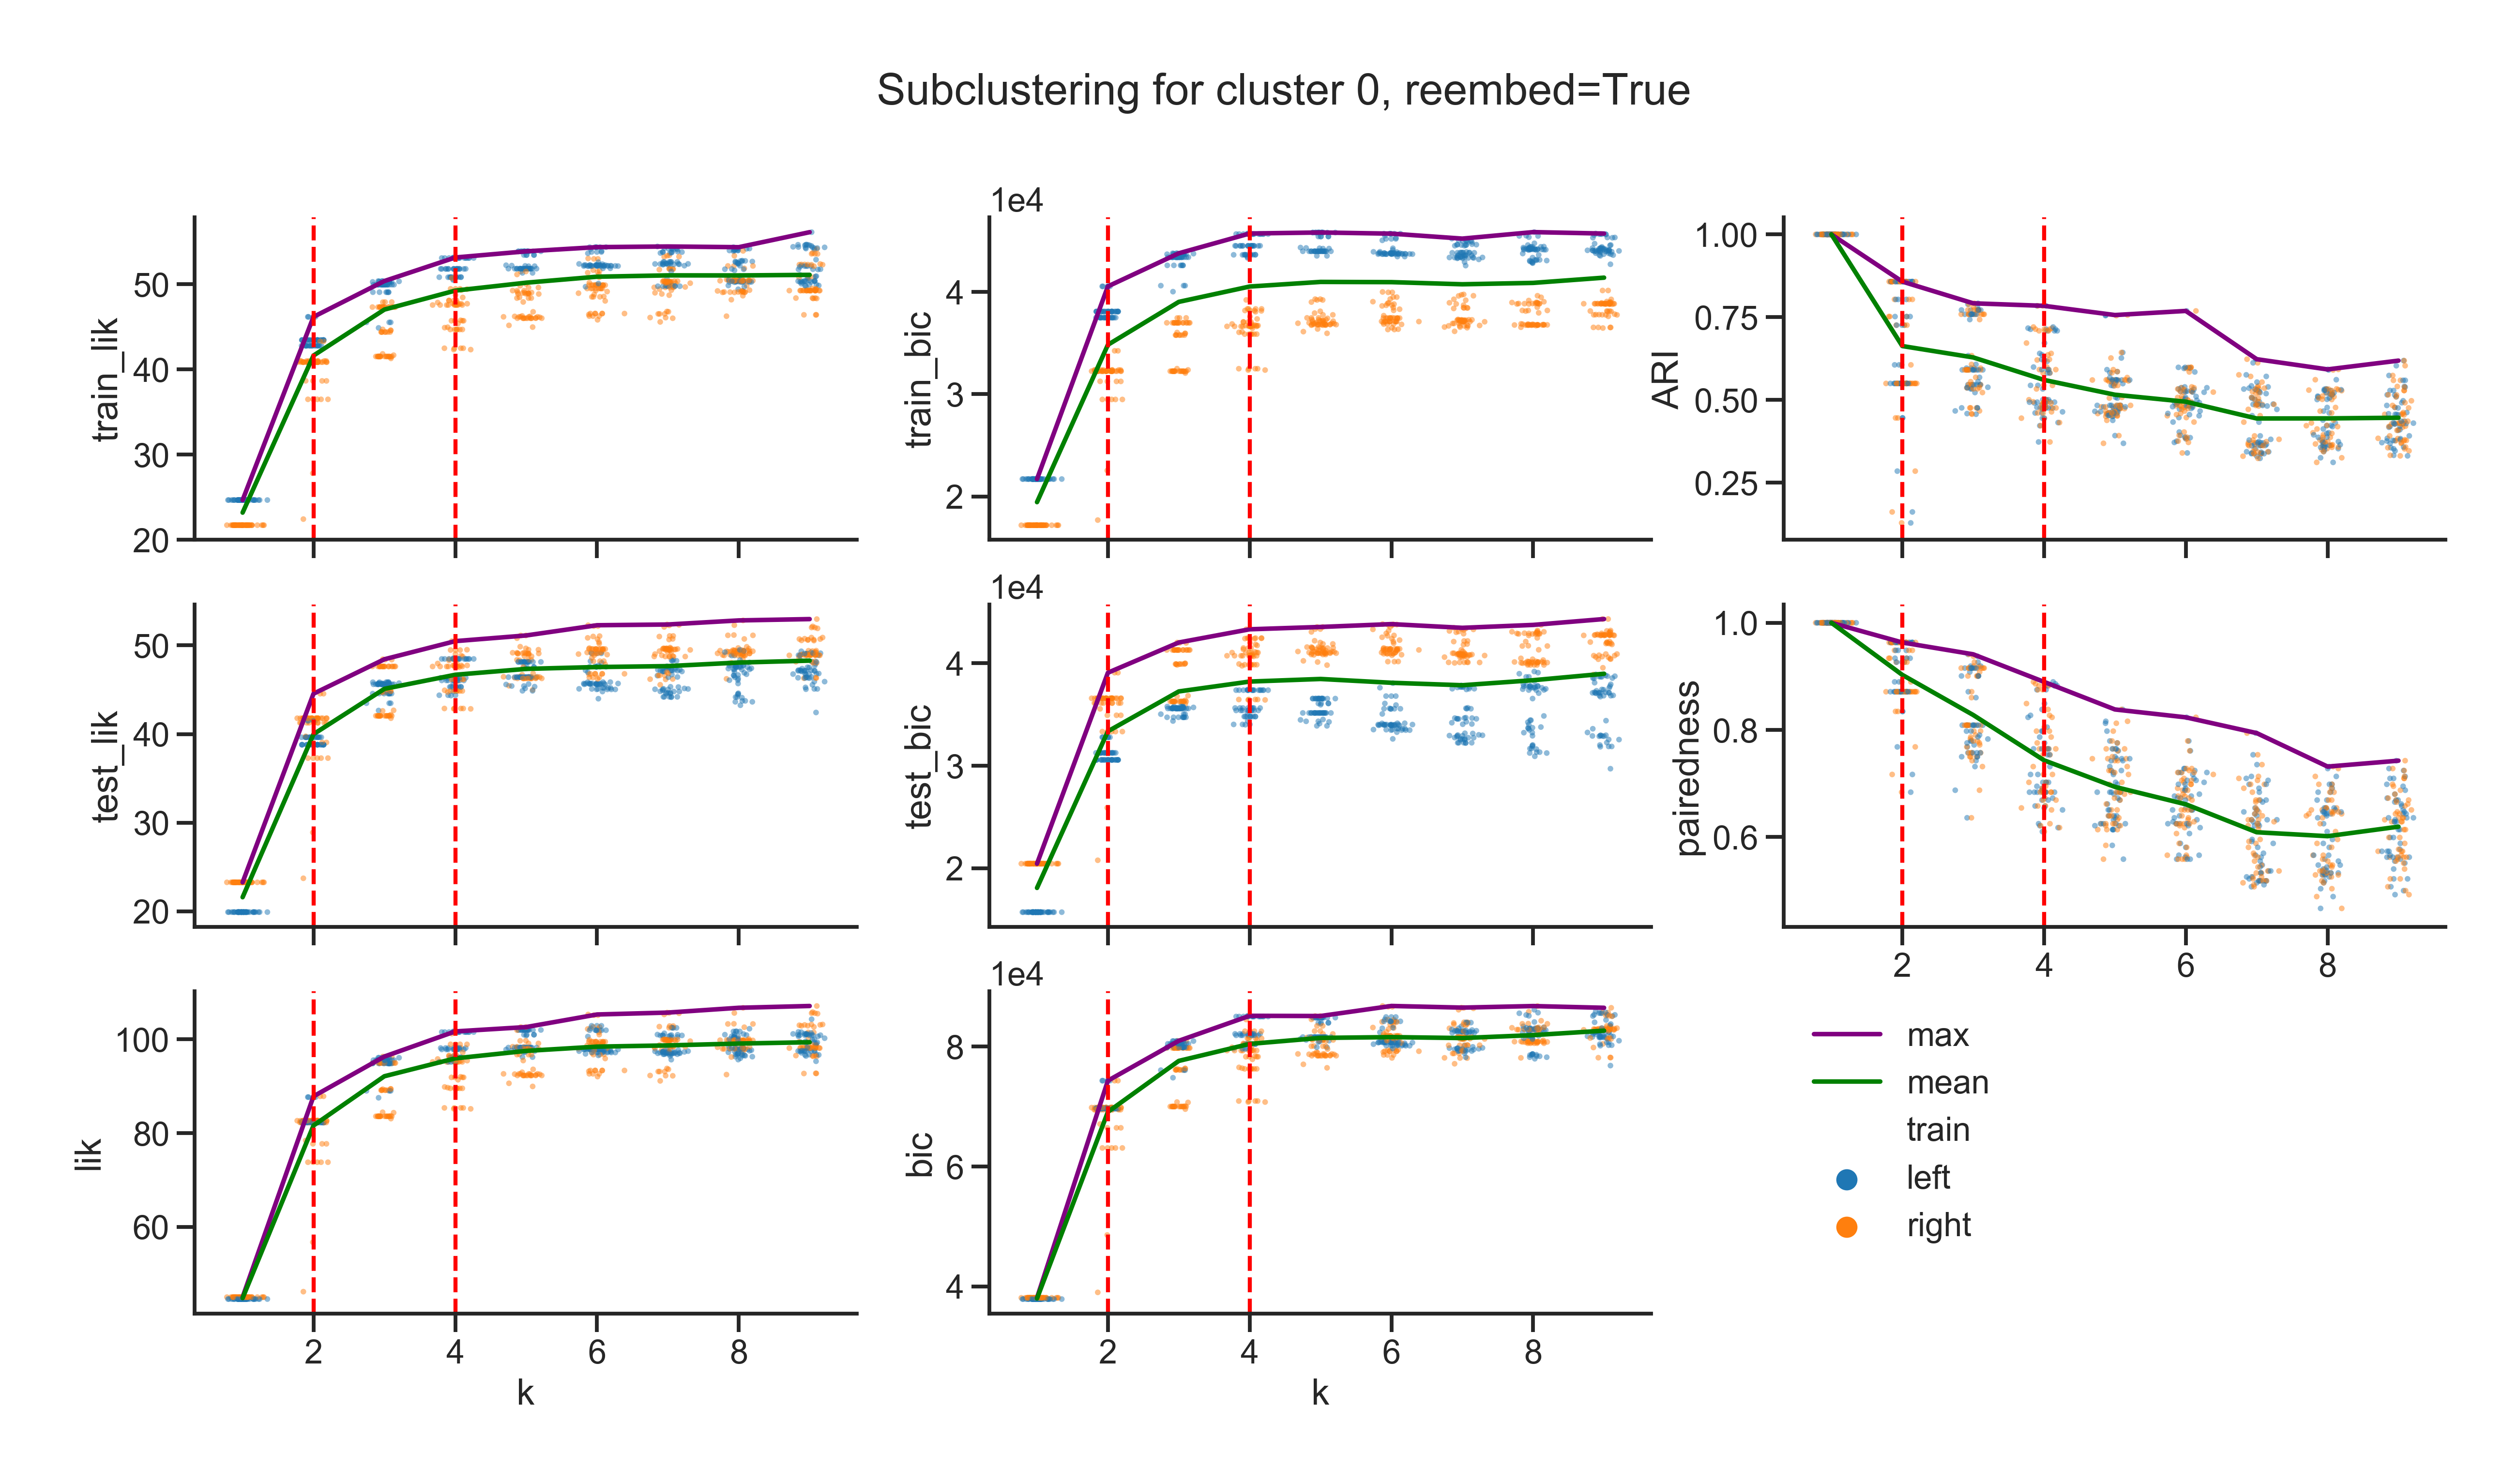 Subclustering for cluster 0, reembed=True
train_lik
50
40
30
20
1e4
train_bic
4
3
2
ARI
1.00
0.75
0.50
0.25
test_lik
50
40
30
20
1e4
test_bic
4
3
2
pairedness
1.0
0.8
0.6
2
4
6
8
lik
100
80
60
2
4
6
8
k
1e4
bic
8
6
4
2
4
6
8
k
max
mean
train
left
right